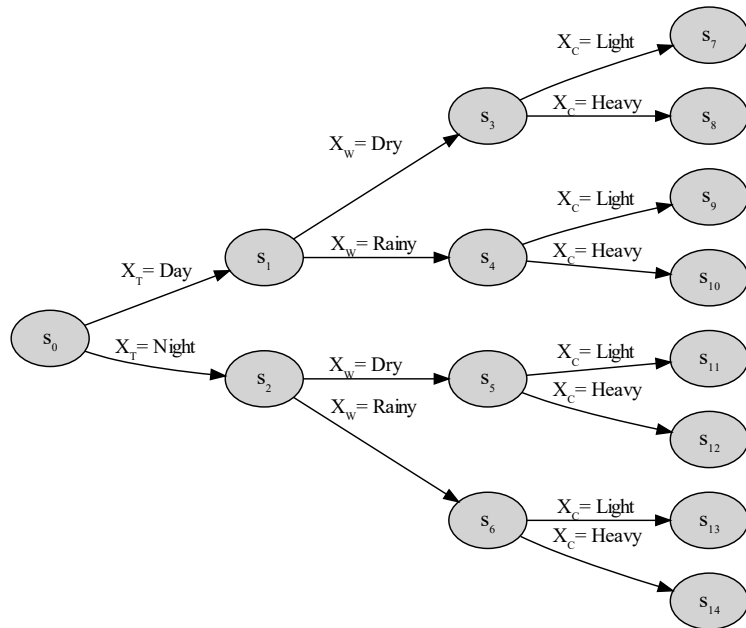 X_C= Light
s_7
s_3
X_C= Heavy
s_8
X_W= Dry
X_C= Light
s_9
s_1
X_W= Rainy
s_4
X_C= Heavy
s_10
X_T= Day
s_0
X_T= Night
X_C= Light
s_11
s_2
X_W= Dry
s_5
X_C= Heavy
X_W= Rainy
s_12
X_C= Light
s_13
s_6
X_C= Heavy
s_14